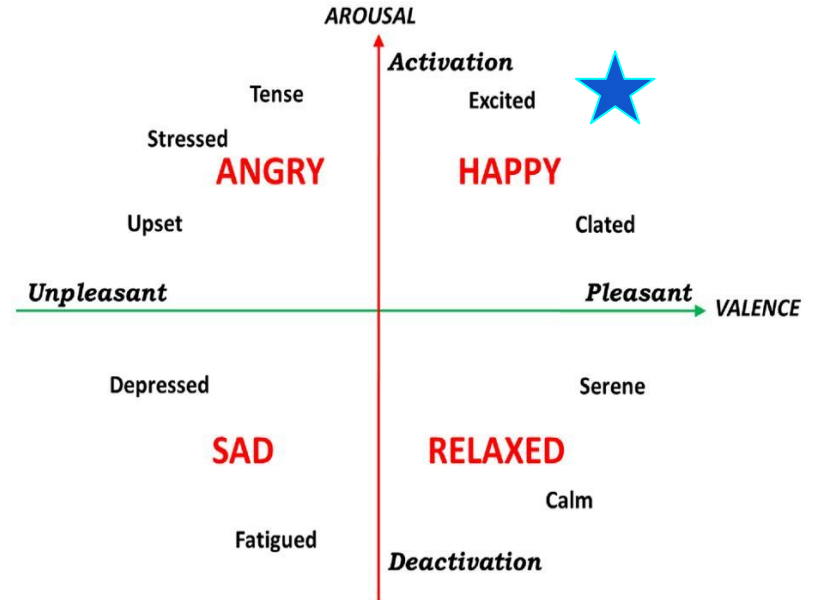 AROUSAL
Activation
Tense
Excited
Stressed
ANGRY
HAPPY
Upset
Clated
Unpleasant
Pleasant
VALENCE
Depressed
Serene
SAD
RELAXED
Calm
Fatigued
Deactivation